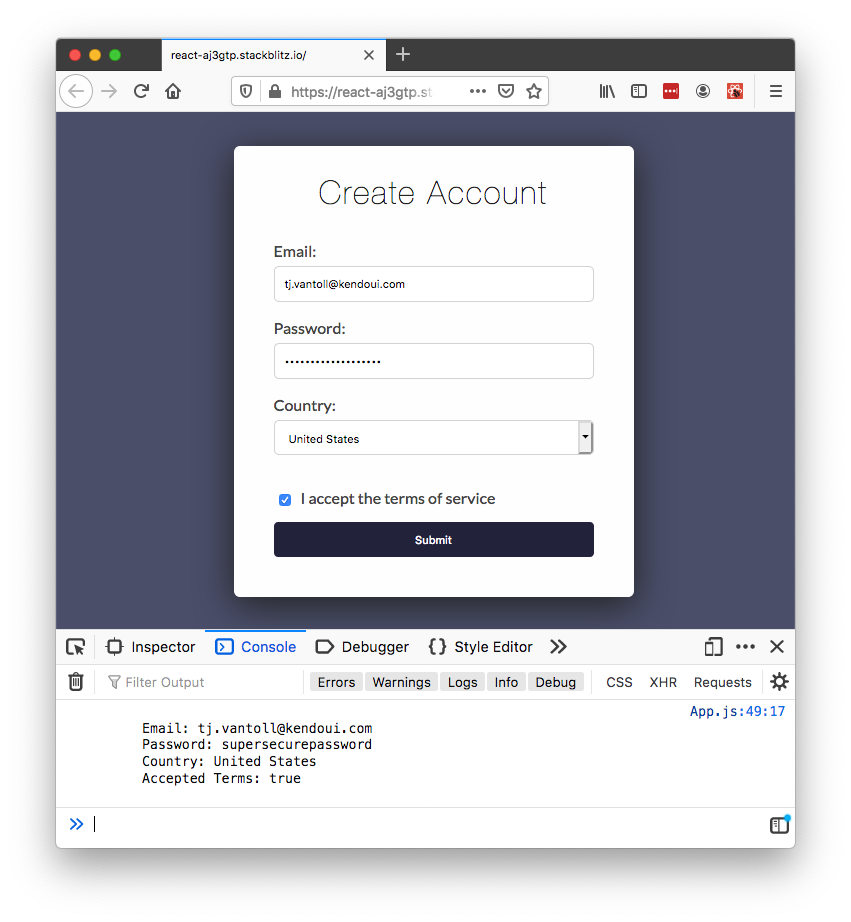 react-aj3gtp.stackblitz.io/
https://react-aj3gtp.st
Create Account
Email:
tj.vantoll@kendoui.com
Password:
•••••••••••••••••••
Country:
United States
I accept the terms of service
Submit
Inspector Console Debugger Style Editor
Filter Output Errors Warnings Logs Info Debug CSS XHR Requests
App.js:49:17
Email: tj.vantoll@kendoui.com
Password: supersecurepassword
Country: United States
Accepted Terms: true